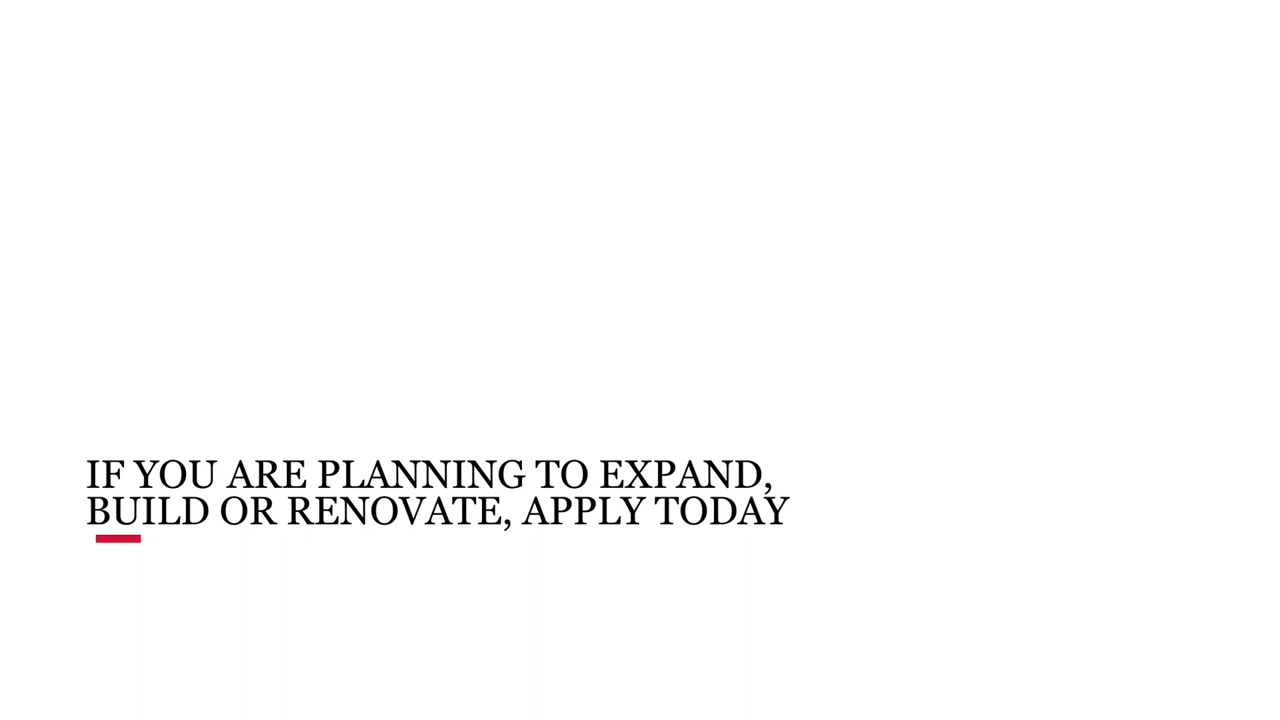 IF YOU ARE PLANNING TO EXPAND,
BUILD OR RENOVATE, APPLY TODAY